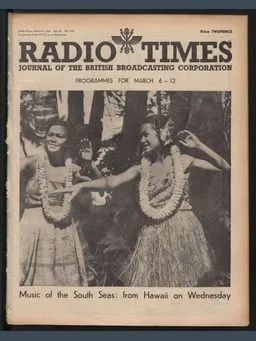 Price TWOPENCE
RADIO TIMES
JOURNAL OF THE BRITISH BROADCASTING CORPORATION
PROGRAMMES FOR MARCH 6—12
Music of the South Seas: from Hawaii on Wednesday